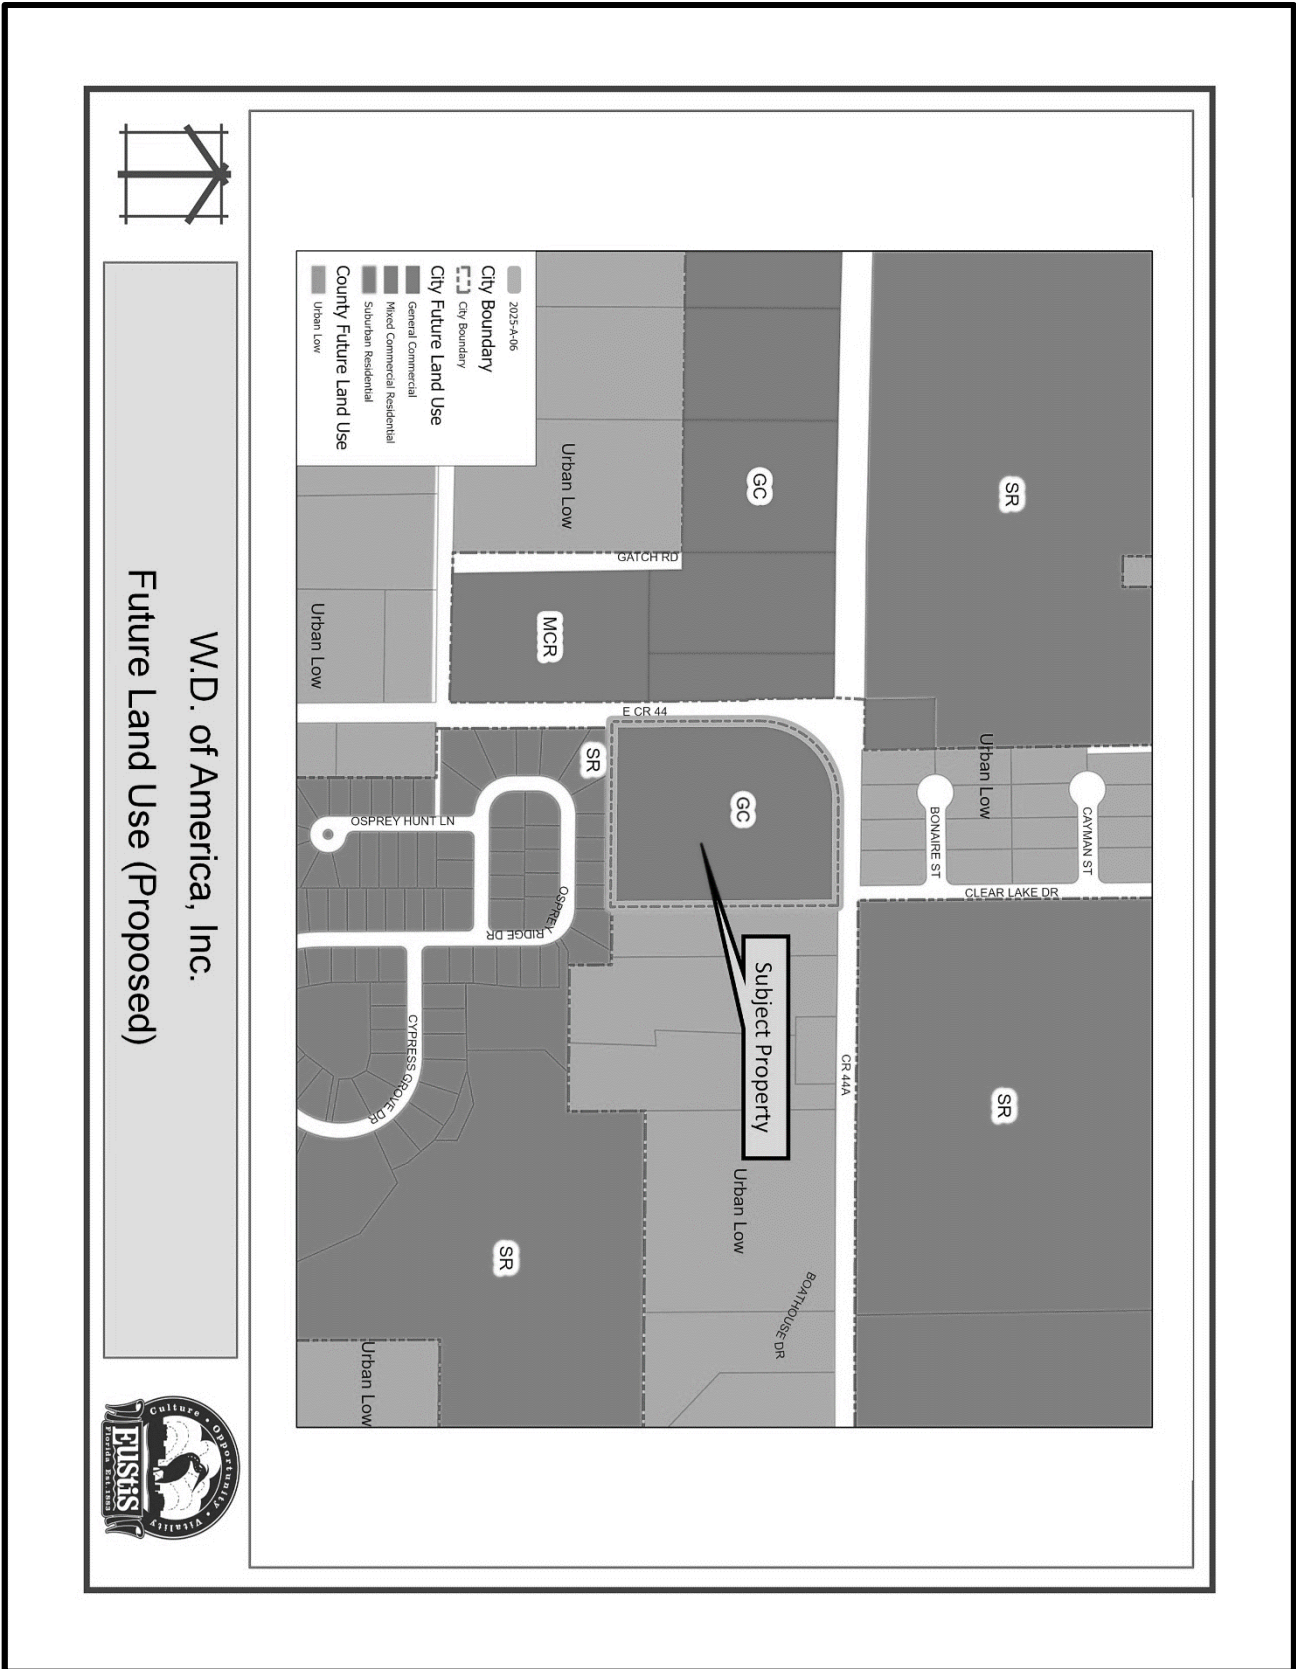 SR
SR
CAYMAN ST
BONAIRE ST
Urban Low
CLEAR LAKE DR
CR 44A
GC
GC
Subject Property
Urban Low
BOATHOUSE DR
GATCH RD
E CR 44
Urban Low
MCR
SR
OSPREY RIDGE DR
OSPREY HUNT LN
CYPRESS GROVE DR
SR
Urban Low
Urban Low
2025-A-06
City Boundary
City Boundary
City Future Land Use
General Commercial
Mixed Commercial Residential
Suburban Residential
County Future Land Use
Urban Low
W.D. of America, Inc.
Future Land Use (Proposed)
Culture • Opportunity • Vitality
EUSTiS
Florida Est.1883